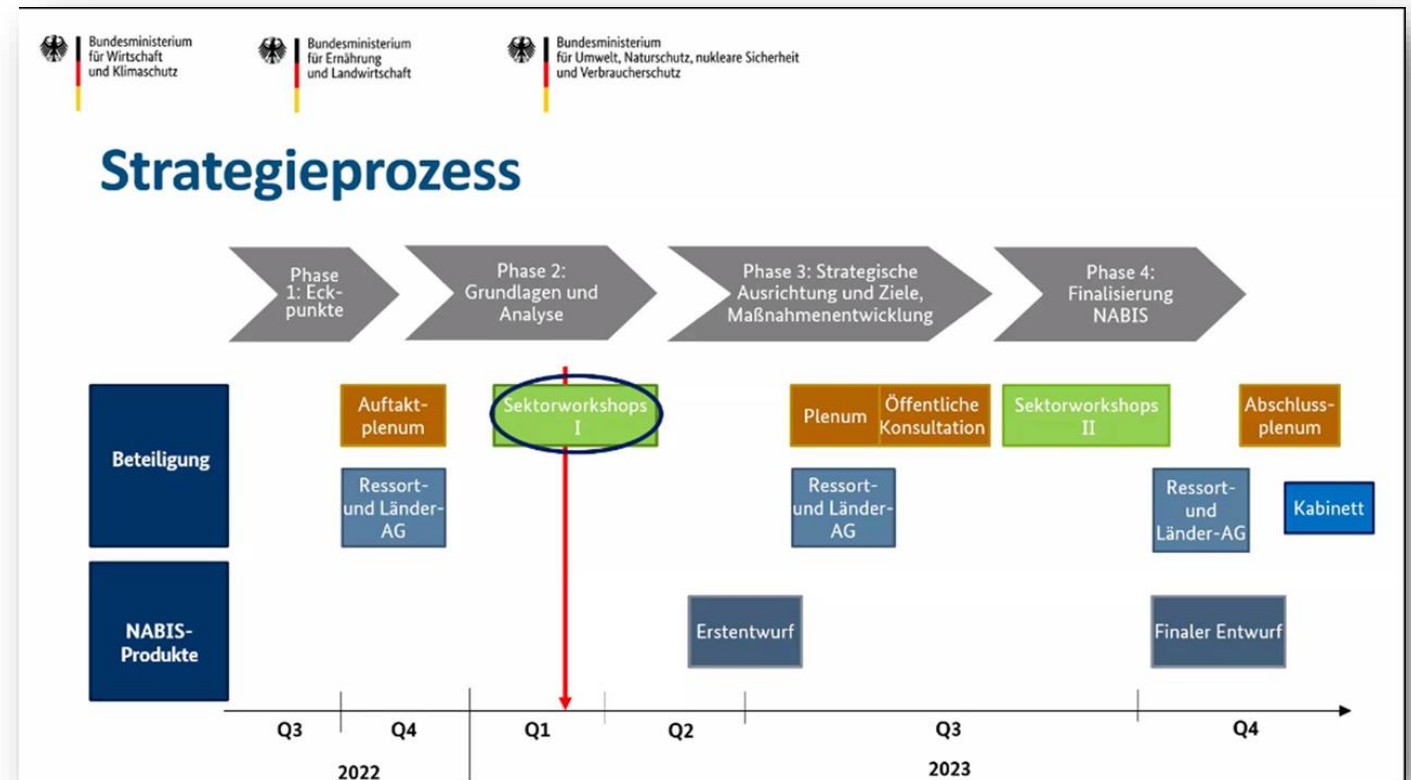 Bundesministerium
für Wirtschaft
und Klimaschutz
Bundesministerium
für Ernährung
und Landwirtschaft
Bundesministerium
für Umwelt, Naturschutz, nukleare Sicherheit
und Verbraucherschutz
Strategieprozess
Phase
1: Eck-
punkte
Phase 2:
Grundlagen und
Analyse
Phase 3: Strategische
Ausrichtung und Ziele,
Maßnahmenentwicklung
Phase 4:
Finalisierung
NABIS
Beteiligung
Auftakt-
plenum
Sektorworkshops
I
Plenum
Öffentliche
Konsultation
Sektorworkshops
II
Abschluss-
plenum
Ressort-
und Länder-
AG
Ressort-
und Länder-
AG
Ressort-
und
Länder-AG
Kabinett
NABIS-
Produkte
Erstentwurf
Finaler Entwurf
Q3
Q4
Q1
Q2
Q3
Q4
2022
2023